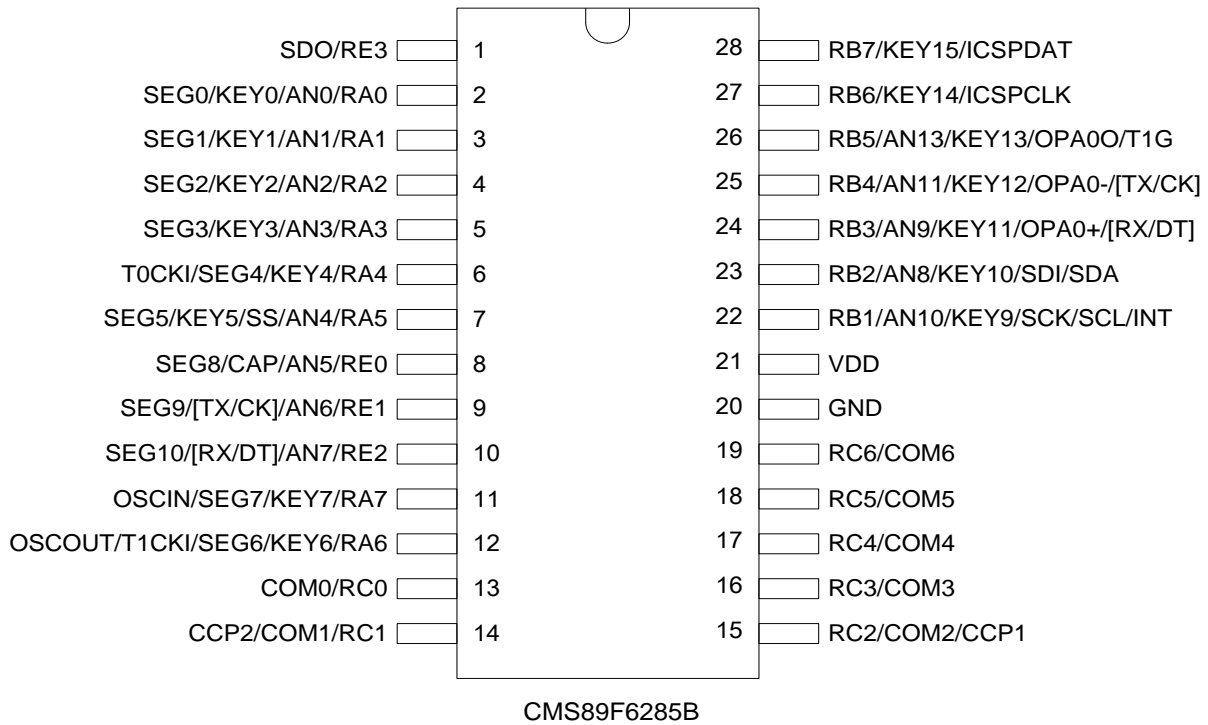 SDO/RE3 1 28 RB7/KEY15/ICSPDAT
SEG0/KEY0/AN0/RA0 2 27 RB6/KEY14/ICSPCLK
SEG1/KEY1/AN1/RA1 3 26 RB5/AN13/KEY13/OPA0O/T1G
SEG2/KEY2/AN2/RA2 4 25 RB4/AN11/KEY12/OPA0-/[TX/CK]
SEG3/KEY3/AN3/RA3 5 24 RB3/AN9/KEY11/OPA0+/[RX/DT]
T0CKI/SEG4/KEY4/RA4 6 23 RB2/AN8/KEY10/SDI/SDA
SEG5/KEY5/SS/AN4/RA5 7 22 RB1/AN10/KEY9/SCK/SCL/INT
SEG8/CAP/AN5/RE0 8 21 VDD
SEG9/[TX/CK]/AN6/RE1 9 20 GND
SEG10/[RX/DT]/AN7/RE2 10 19 RC6/COM6
OSCIN/SEG7/KEY7/RA7 11 18 RC5/COM5
OSCOUT/T1CKI/SEG6/KEY6/RA6 12 17 RC4/COM4
COM0/RC0 13 16 RC3/COM3
CCP2/COM1/RC1 14 15 RC2/COM2/CCP1
CMS89F6285B